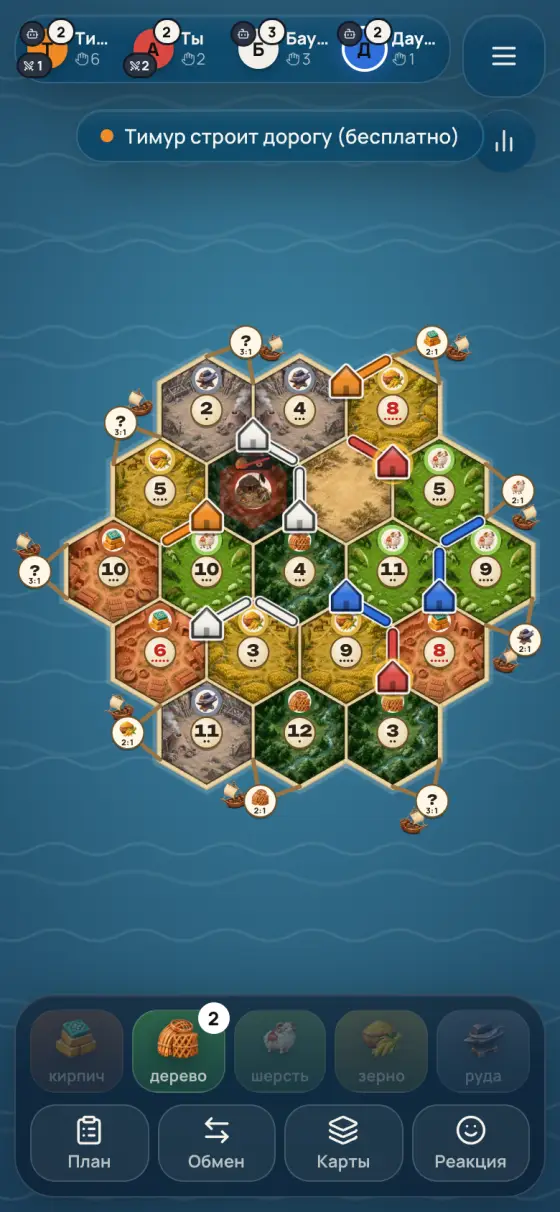 2 3 2
Т 2 Ти... А Ты Б Бау... Д Дау...
1 6 2 2 3 1
Тимур строит дорогу (бесплатно)
?
3:1
2:1
2 4 8
?
3:1
5 5
2:1
?
3:1
10 10 4 11 9
2:1
6 3 9 8
2:1
11 12 3
2:1
?
3:1
2
кирпич дерево шерсть зерно руда
План Обмен Карты Реакция